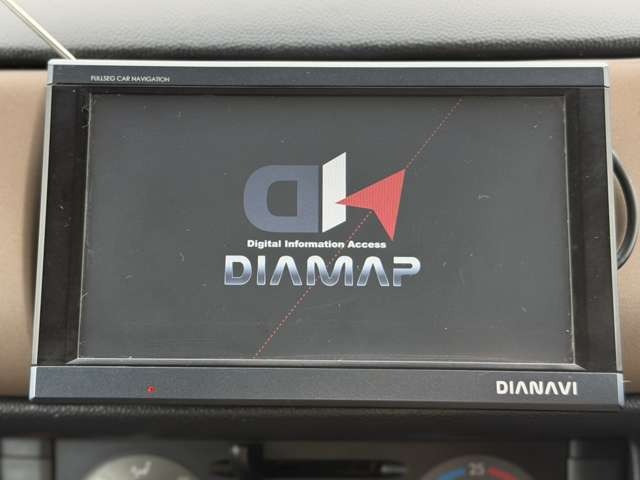 FULLSEG CAR NAVIGATION
Digital Information Access
DIAMAP
DIANAVI
25